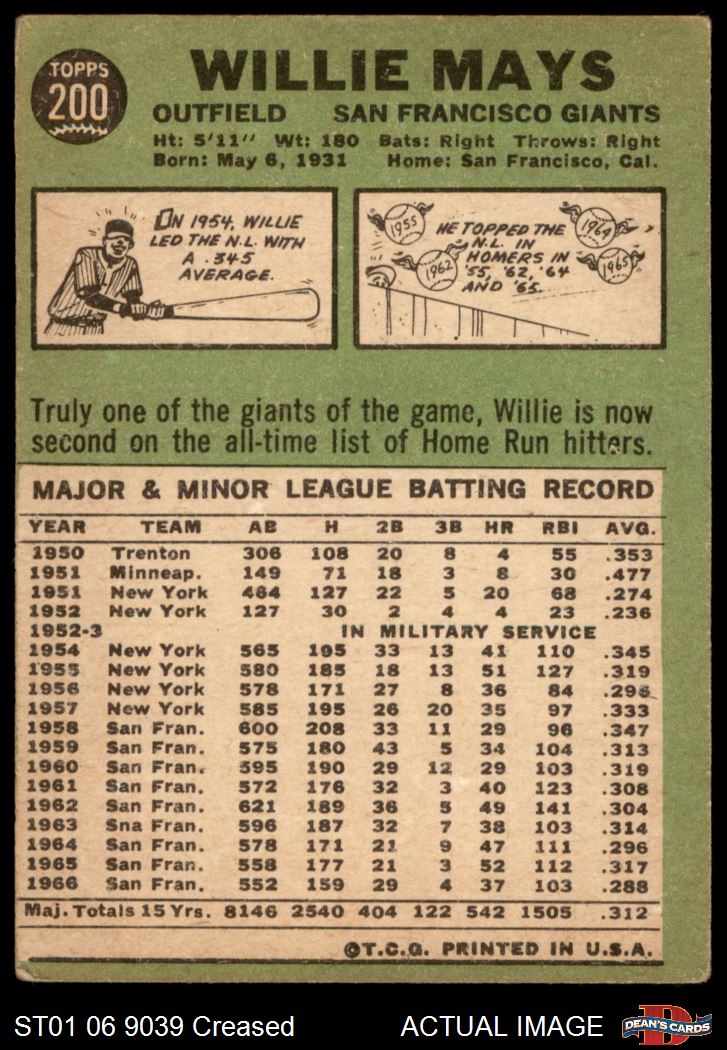 TOPPS
200
WILLIE MAYS
OUTFIELD SAN FRANCISCO GIANTS
Ht: 5'11" Wt: 180 Bats: Right Throws: Right
Born: May 6, 1931 Home: San Francisco, Cal.
IN 1954, WILLIE
LED THE N.L. WITH
A .345
AVERAGE.
1955
1962
1964
1965
HE TOPPED THE
N.L. IN
HOMERS IN
'55, '62, '64
AND '65.
Truly one of the giants of the game, Willie is now
second on the all-time list of Home Run hitters.
MAJOR & MINOR LEAGUE BATTING RECORD
YEAR TEAM AB H 2B 3B HR RBI AVG.
1950 Trenton 306 108 20 8 4 55 .353
1951 Minneap. 149 71 18 3 8 30 .477
1951 New York 464 127 22 5 20 68 .274
1952 New York 127 30 2 4 4 23 .236
1952-3 IN MILITARY SERVICE
1954 New York 565 195 33 13 41 110 .345
1955 New York 580 185 18 13 51 127 .319
1956 New York 578 171 27 8 36 84 .296
1957 New York 585 195 26 20 35 97 .333
1958 San Fran. 600 208 33 11 29 96 .347
1959 San Fran. 575 180 43 5 34 104 .313
1960 San Fran. 595 190 29 12 29 103 .319
1961 San Fran. 572 176 32 3 40 123 .308
1962 San Fran. 621 189 36 5 49 141 .304
1963 Sna Fran. 596 187 32 7 38 103 .314
1964 San Fran. 578 171 21 9 47 111 .296
1965 San Fran. 558 177 21 3 52 112 .317
1966 San Fran. 552 159 29 4 37 103 .288
Maj. Totals 15 Yrs. 8146 2540 404 122 542 1505 .312
©T.C.G. PRINTED IN U.S.A.
ST01 06 9039 Creased ACTUAL IMAGE
D
DEAN'S CARDS